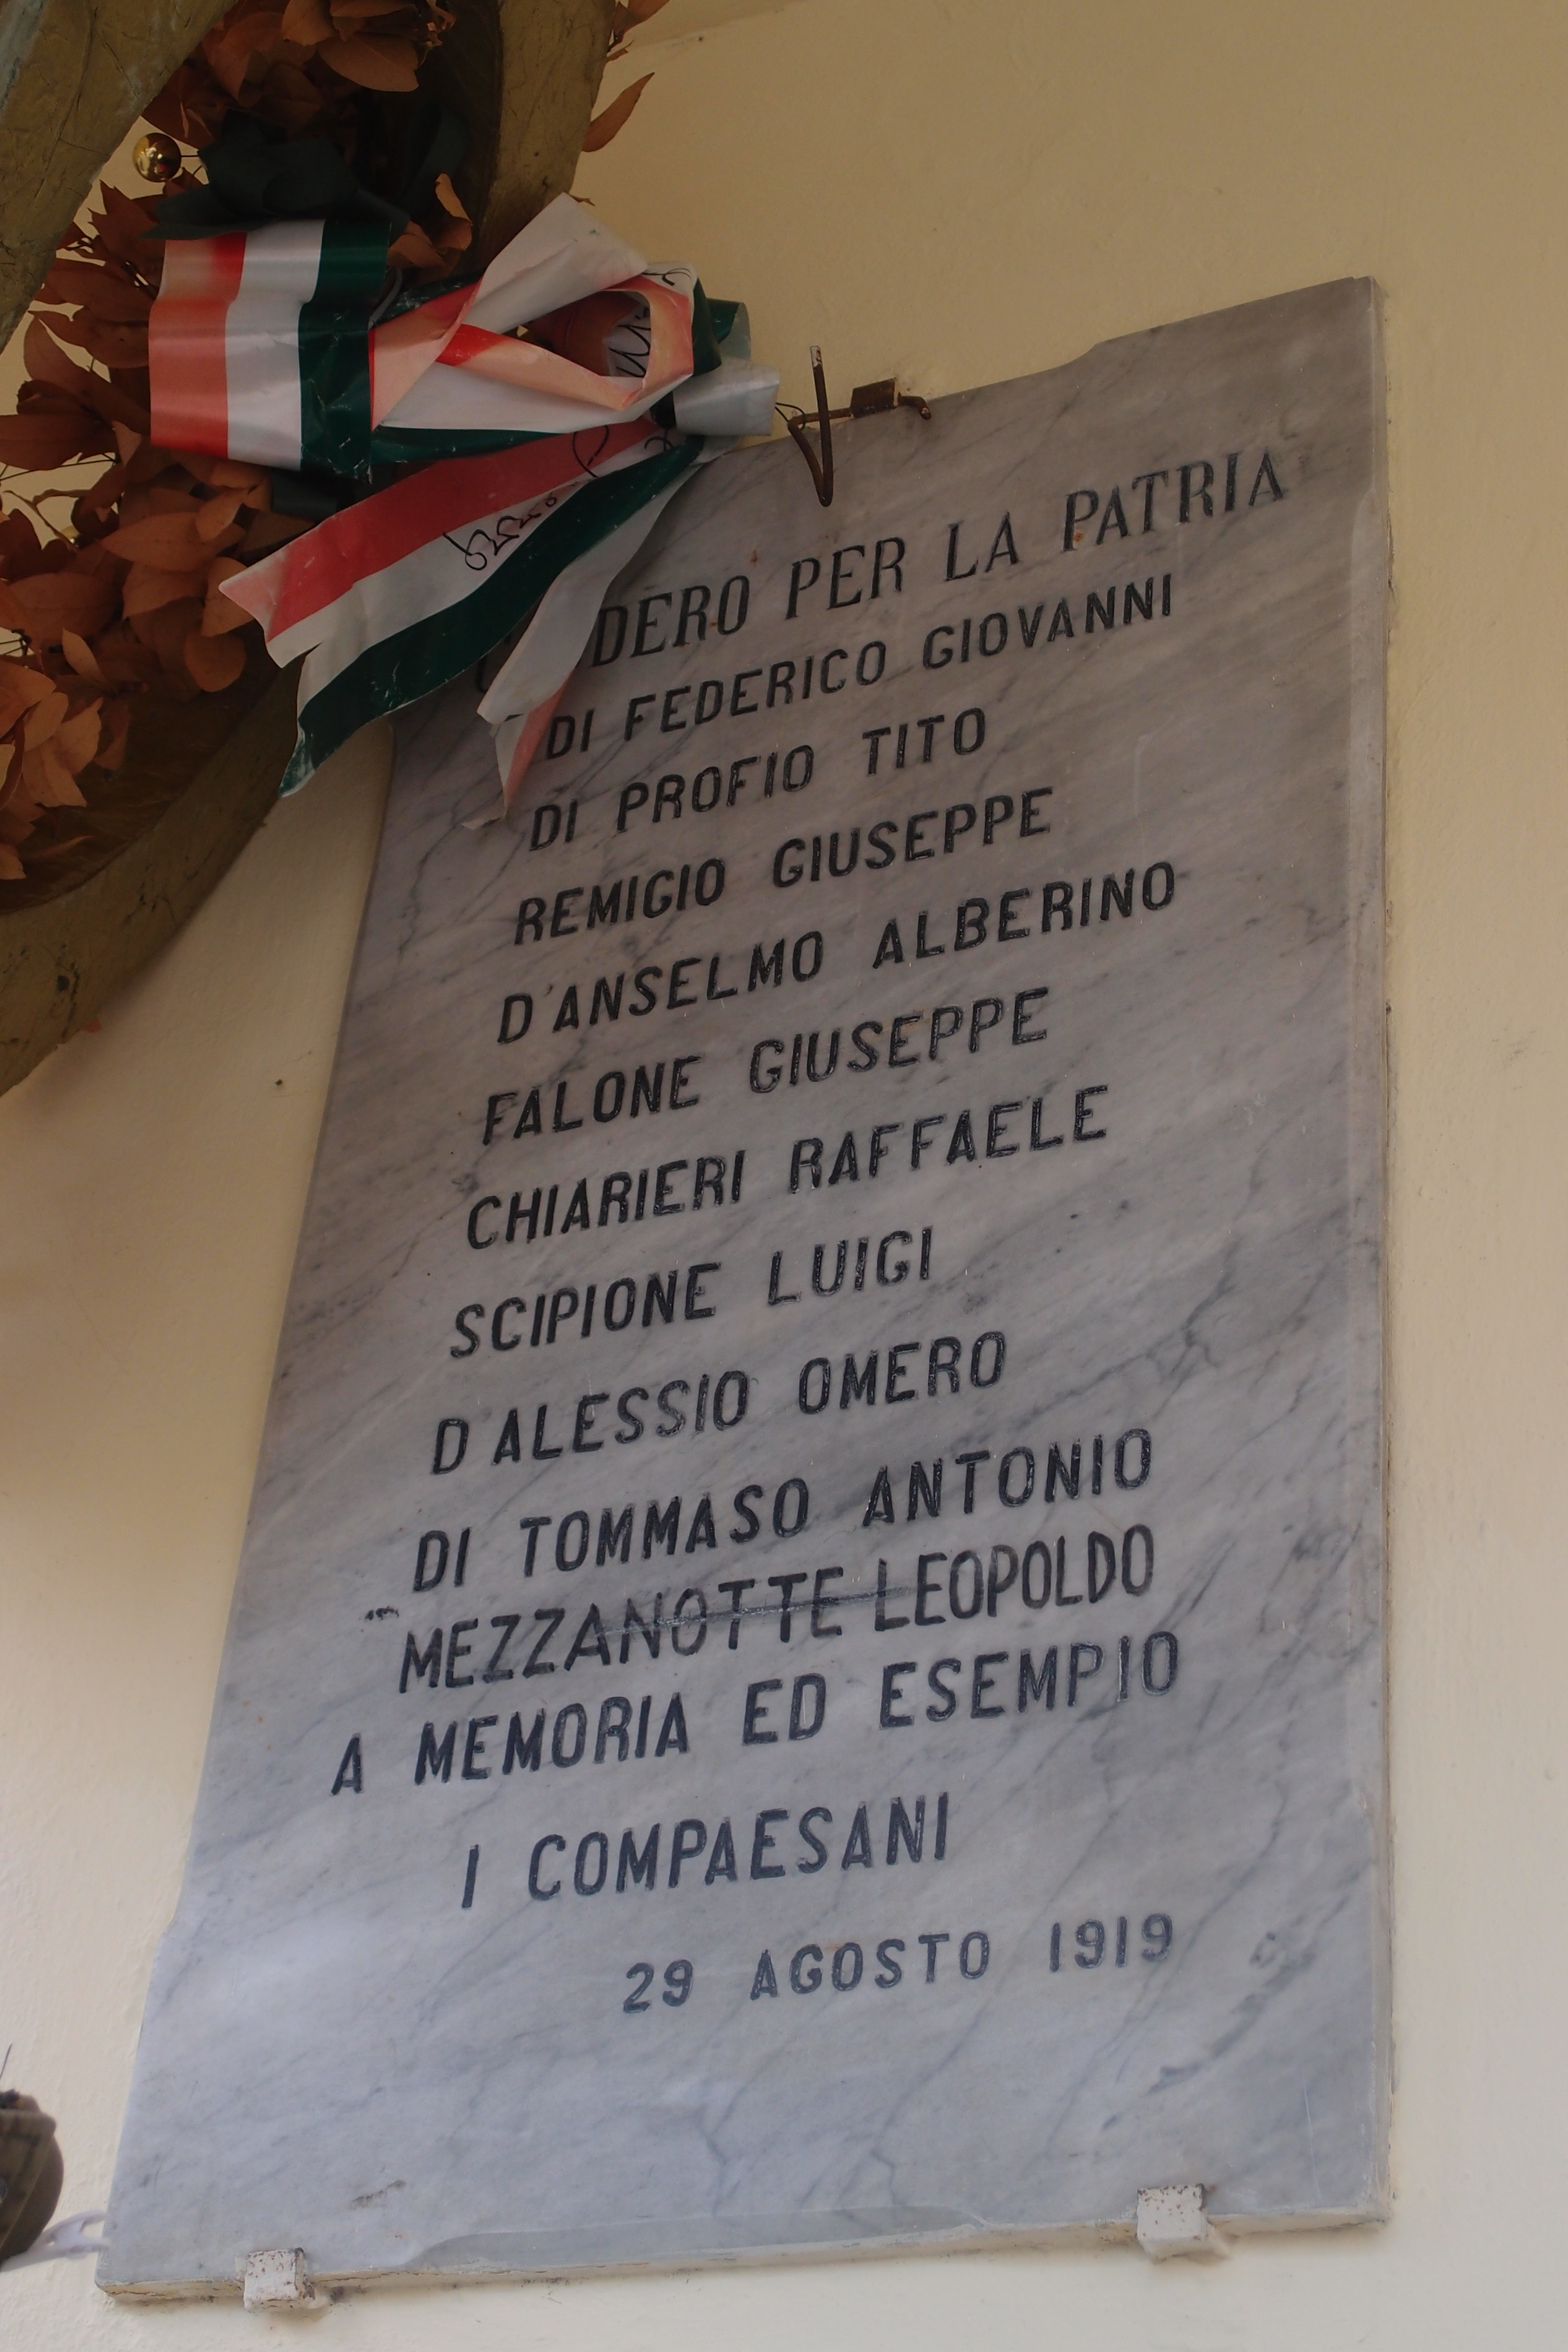 DERO PER LA PATRIA
DI FEDERICO GIOVANNI
DI PROFIO TITO
REMIGIO GIUSEPPE
D'ANSELMO ALBERINO
FALONE GIUSEPPE
CHIARIERI RAFFAELE
SCIPIONE LUIGI
D ALESSIO OMERO
DI TOMMASO ANTONIO
MEZZANOTTE LEOPOLDO
A MEMORIA ED ESEMPIO
I COMPAESANI
29 AGOSTO 1919